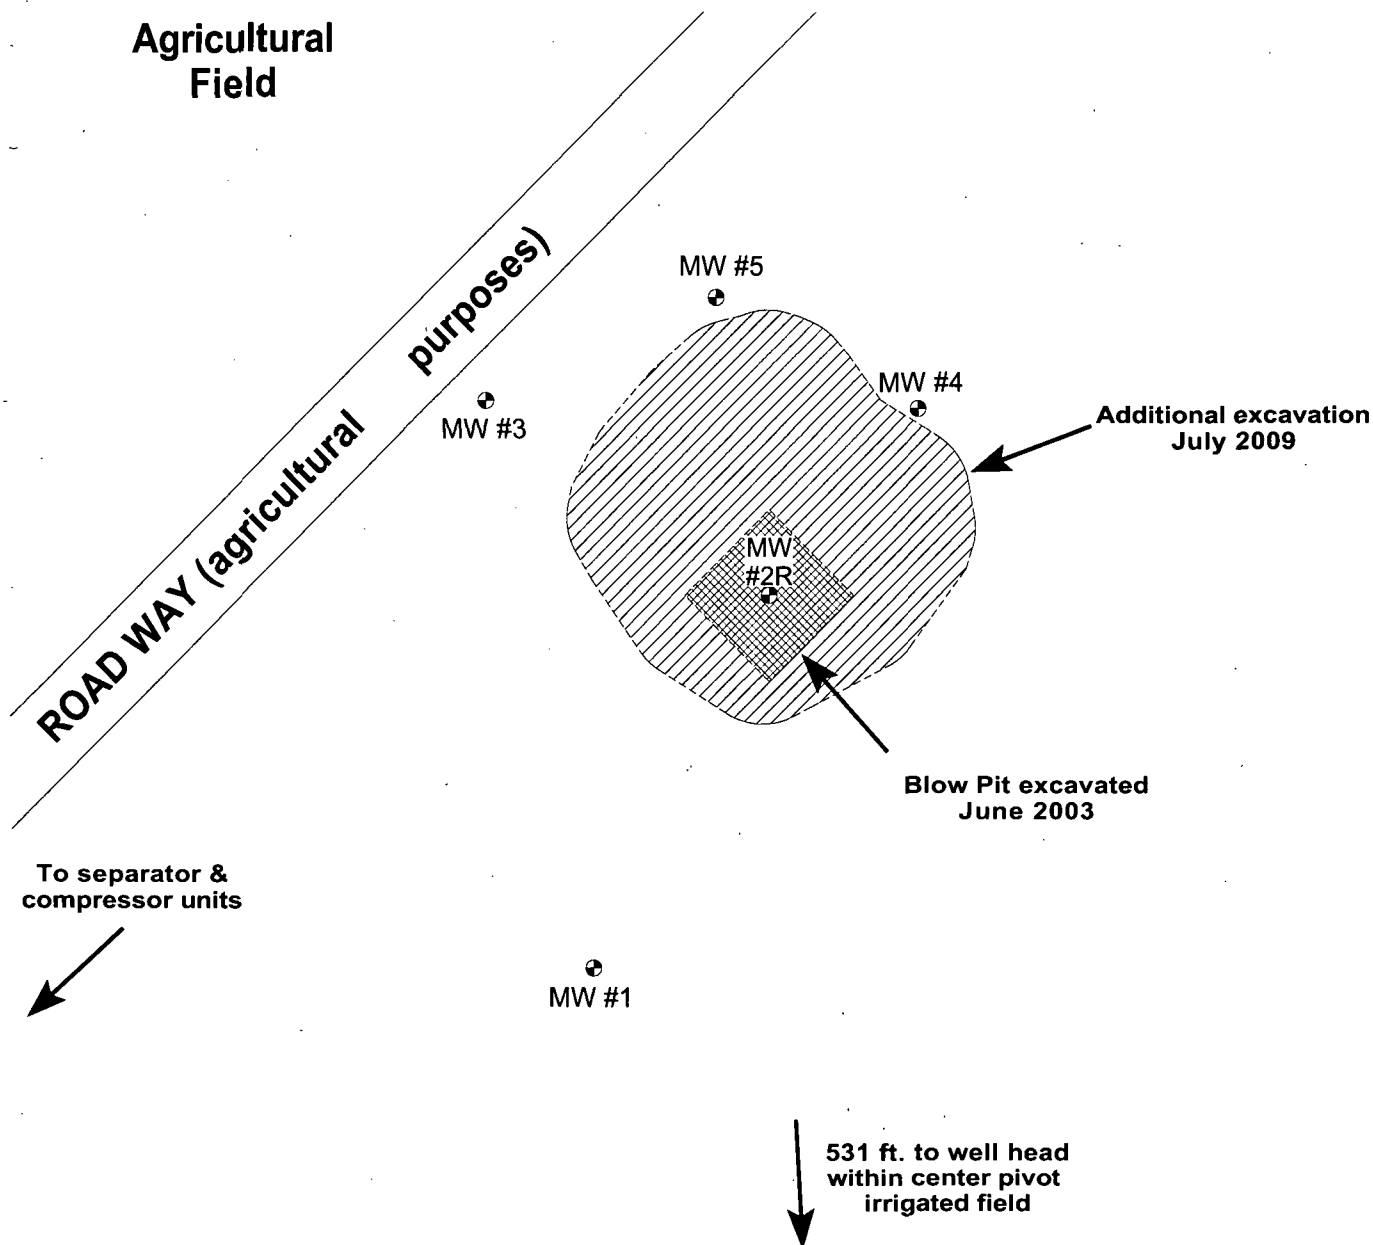 Agricultural
Field
ROAD WAY (agricultural purposes)
MW #5
MW #4
MW #3
Additional excavation
July 2009
MW
#2R
Blow Pit excavated
June 2003
To separator &
compressor units
MW #1
531 ft. to well head
within center pivot
irrigated field